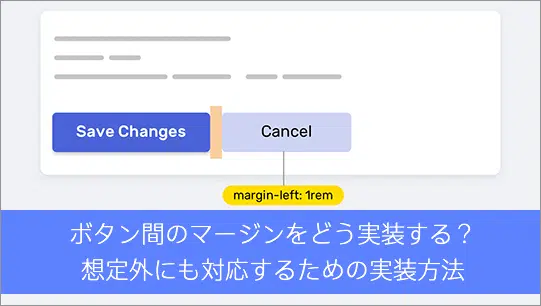 Save Changes
Cancel
margin-left: 1rem
ボタン間のマージンをどう実装する？
想定外にも対応するための実装方法